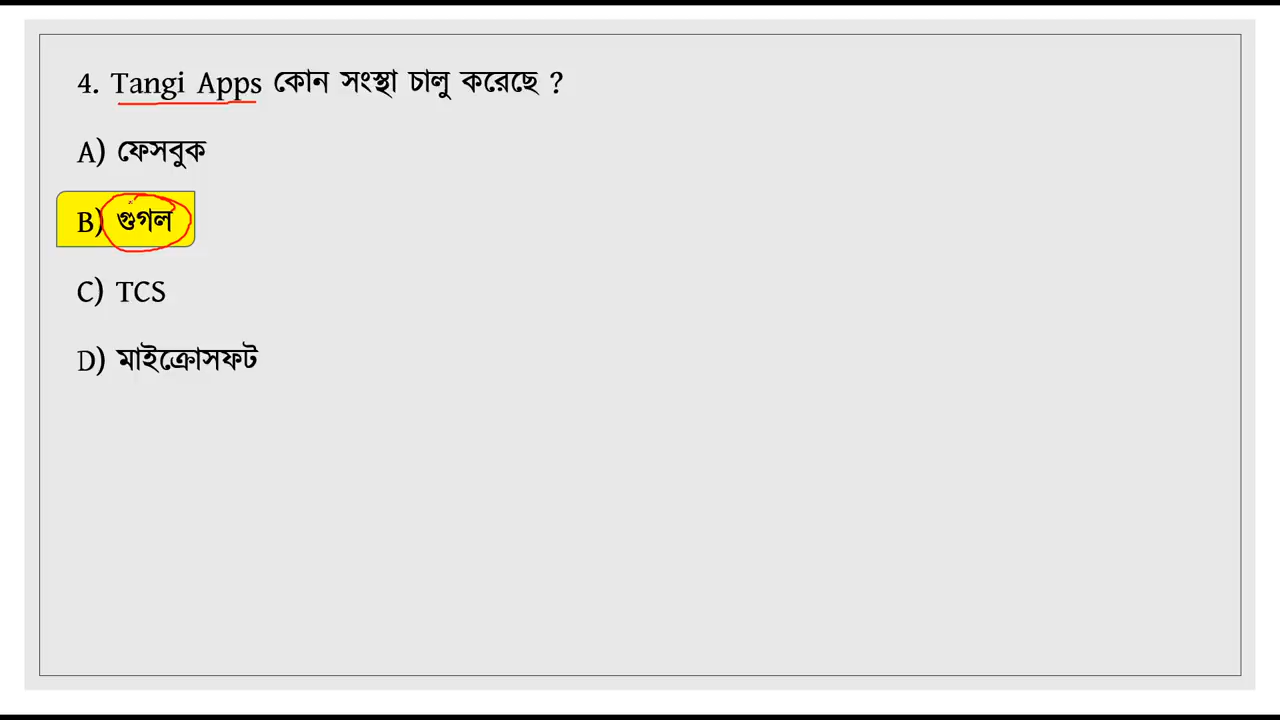 4. Tangi Apps কোন সংস্থা চালু করেছে ?
A) ফেসবুক
B) গুগল
C) TCS
D) মাইক্রোসফট